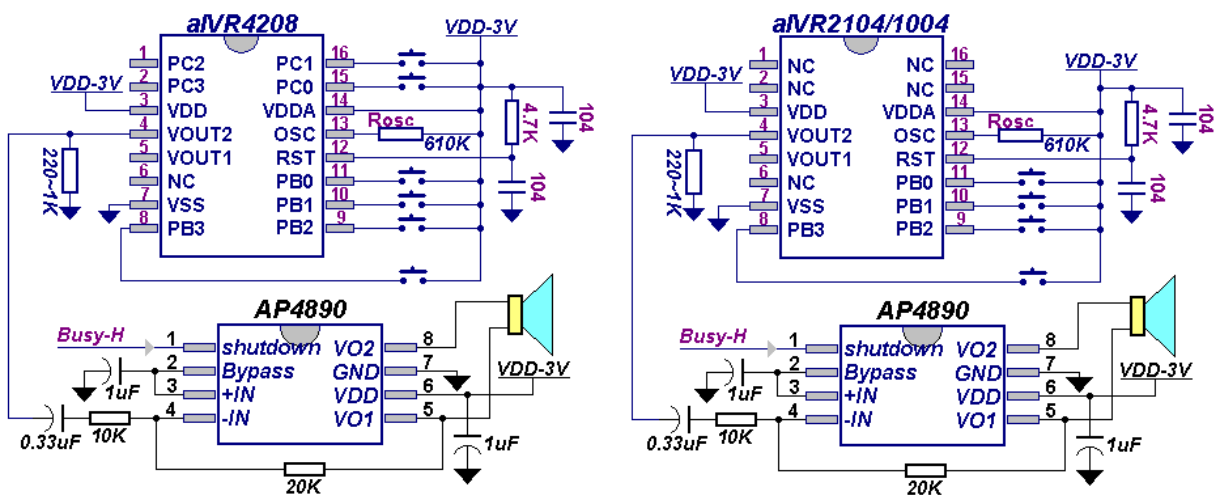 aIVR4208
VDD-3V
1 PC2
PC1 16
2 PC3
PC0 15
VDD-3V
3 VDD
VDDA 14
4 VOUT2
OSC 13
Rosc
610K
4.7K
104
5 VOUT1
RST 12
6 NC
PB0 11
7 VSS
PB1 10
8 PB3
PB2 9
104
220~1K
AP4890
Busy-H
1 shutdown
VO2 8
2 Bypass
GND 7
3 +IN
VDD 6
4 -IN
VO1 5
VDD-3V
1uF
0.33uF
10K
1uF
20K
aIVR2104/1004
VDD-3V
1 NC
NC 16
2 NC
NC 15
VDD-3V
3 VDD
VDDA 14
4 VOUT2
OSC 13
Rosc
610K
4.7K
104
5 VOUT1
RST 12
6 NC
PB0 11
7 VSS
PB1 10
8 PB3
PB2 9
104
220~1K
AP4890
Busy-H
1 shutdown
VO2 8
2 Bypass
GND 7
3 +IN
VDD 6
4 -IN
VO1 5
VDD-3V
1uF
0.33uF
10K
1uF
20K